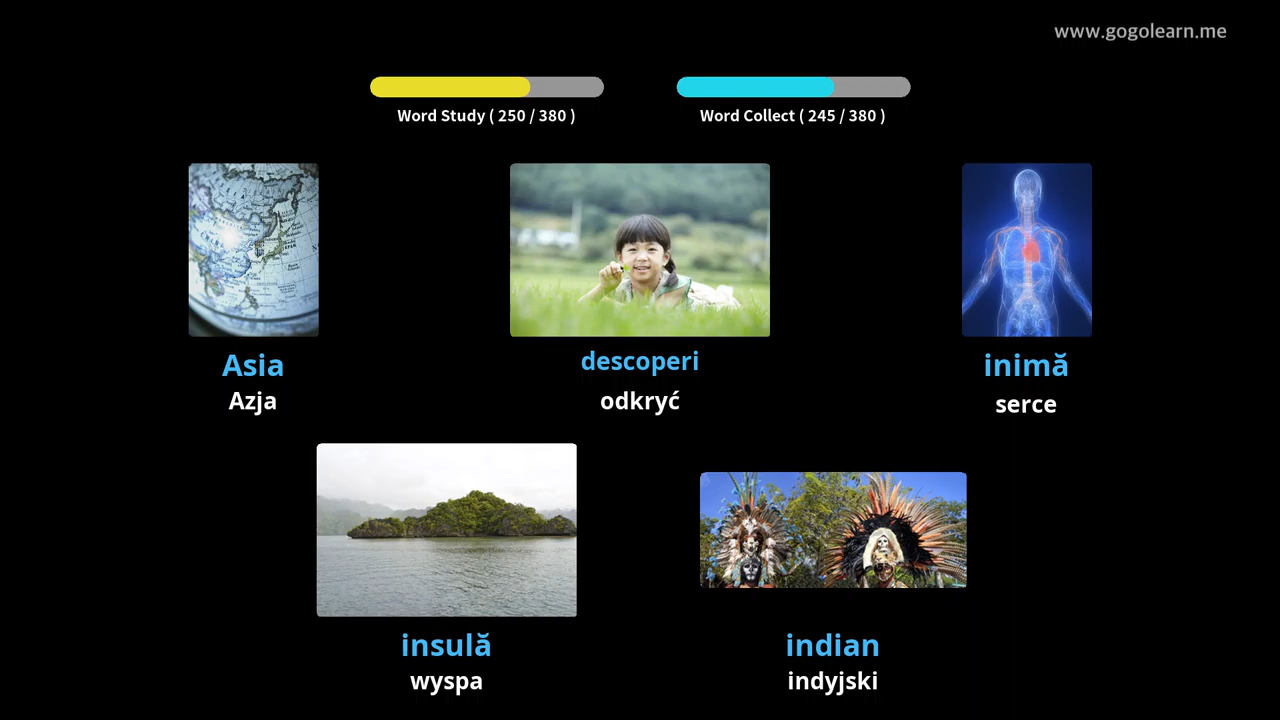 www.gogolearn.me
Word Study ( 250 / 380 )
Word Collect ( 245 / 380 )
Asia
Azja
descoperi
odkryć
inimă
serce
insulă
wyspa
indian
indyjski